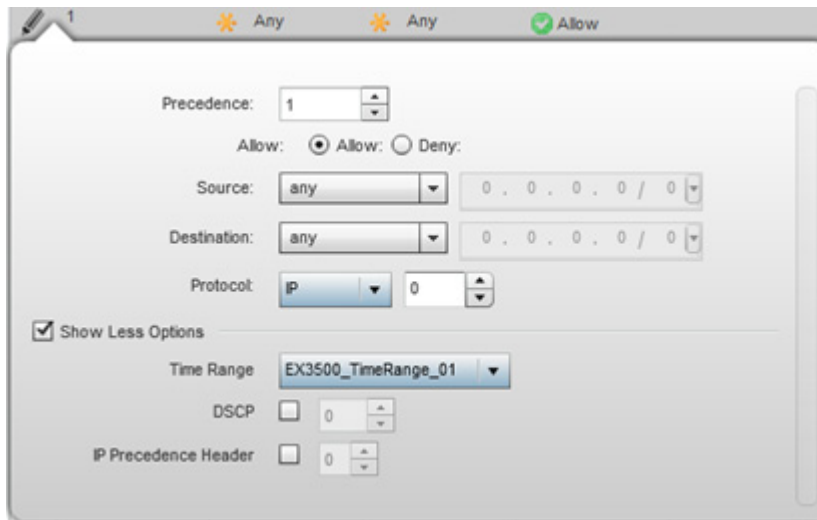 1 Any Any Allow
Precedence: 1
Allow: Allow: Deny:
Source: any 0 . 0 . 0 . 0 / 0
Destination: any 0 . 0 . 0 . 0 / 0
Protocol: IP 0
Show Less Options
Time Range EX3500_TimeRange_01
DSCP 0
IP Precedence Header 0